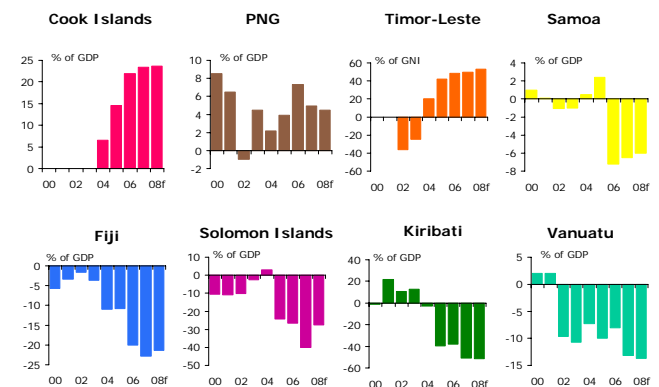 Cook Islands
% of GDP
25
20
15
10
5
0
00 02 04 06 08f
PNG
% of GDP
10
8
6
4
2
0
-2
00 02 04 06 08f
Timor-Leste
% of GNI
60
40
20
0
-20
-40
-60
00 02 04 06 08f
Samoa
% of GDP
4
2
0
-2
-4
-6
-8
00 02 04 06 08f
Fiji
% of GDP
0
-5
-10
-15
-20
-25
00 02 04 06 08f
Solomon Islands
% of GDP
10
0
-10
-20
-30
-40
-50
00 02 04 06 08f
Kiribati
% of GDP
40
20
0
-20
-40
-60
00 02 04 06 08f
Vanuatu
% of GDP
5
0
-5
-10
-15
00 02 04 06 08f